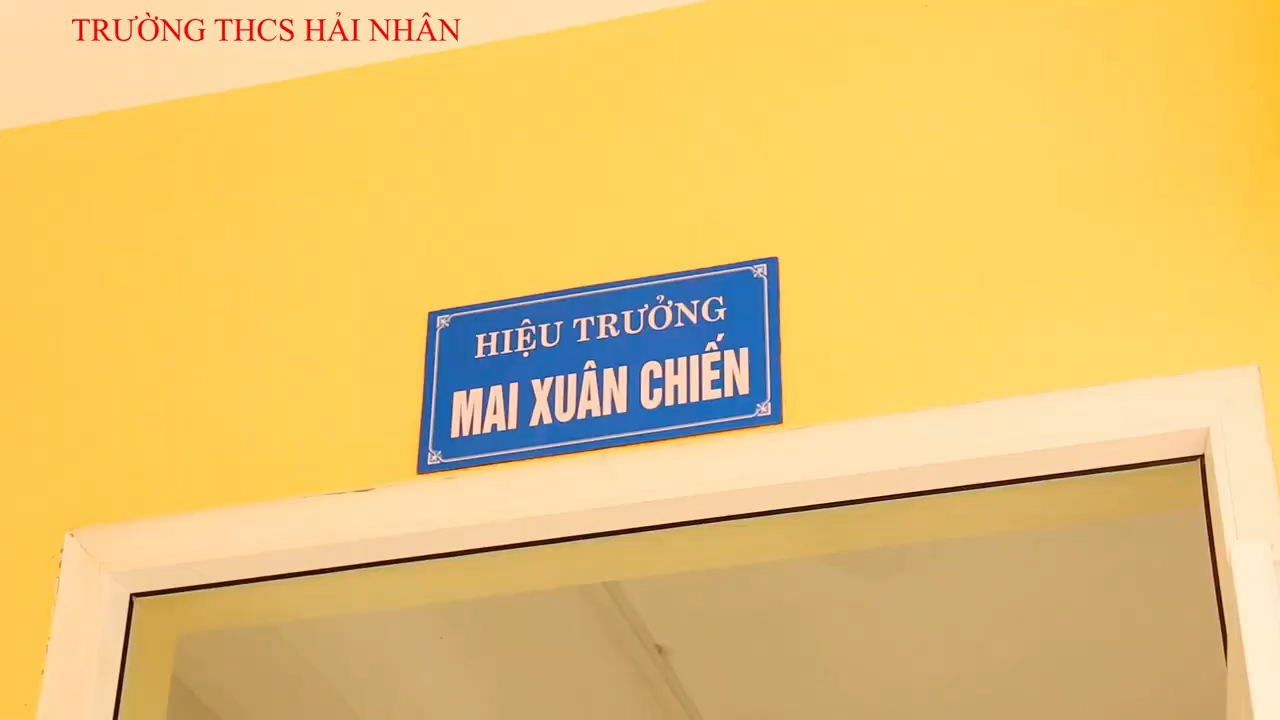 TRƯỜNG THCS HẢI NHÂN
HIỆU TRƯỞNG
MAI XUÂN CHIẾN